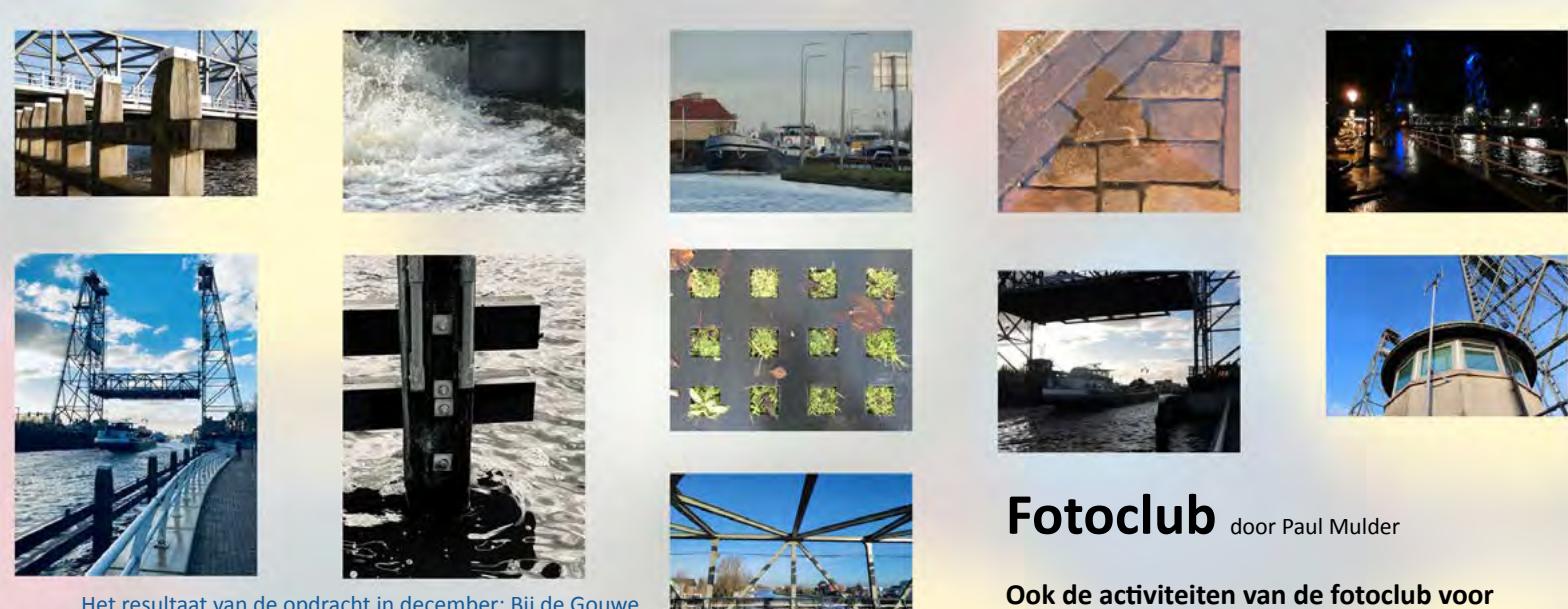 Fotoclub door Paul Mulder
Ook de activiteiten van de fotoclub voor
Het resultaat van de opdracht in december: Bij de Gouwe